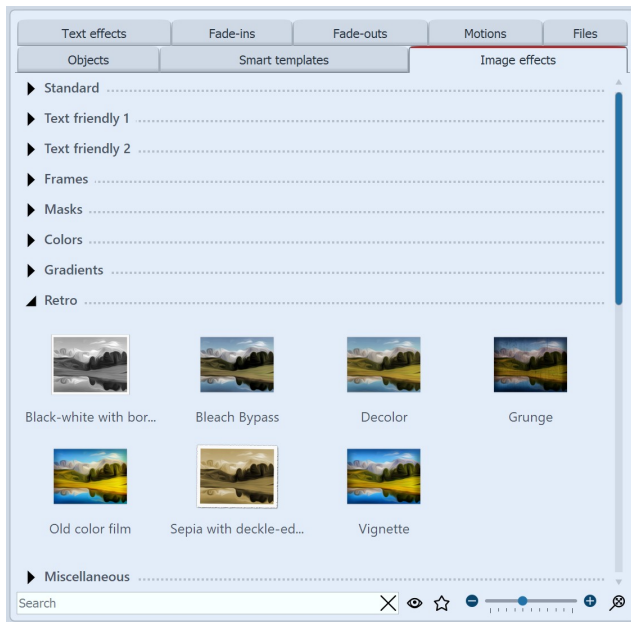 Text effects Fade-ins Fade-outs Motions Files
Objects Smart templates Image effects
Standard
Text friendly 1
Text friendly 2
Frames
Masks
Colors
Gradients
Retro
Black-white with bor... Bleach Bypass Decolor Grunge
Old color film Sepia with deckle-ed... Vignette
Miscellaneous
Search